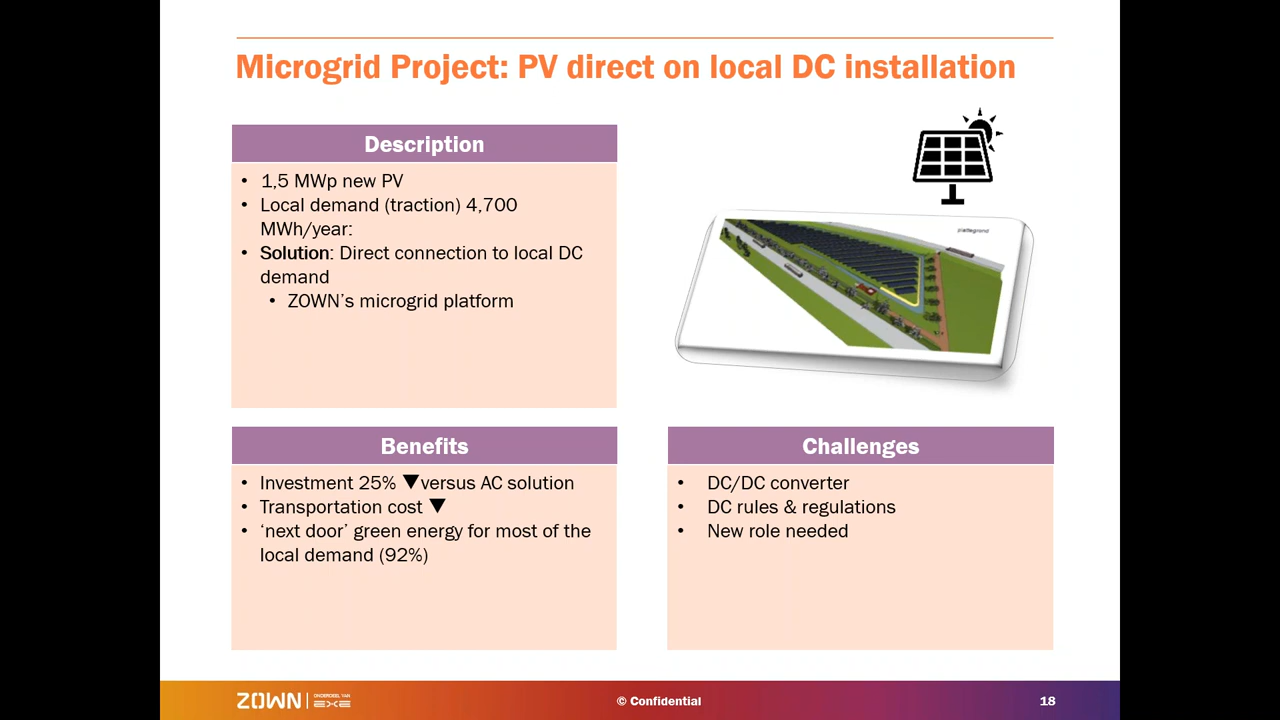 Microgrid Project: PV direct on local DC installation
Description
• 1,5 MWp new PV
• Local demand (traction) 4,700
MWh/year:
• Solution: Direct connection to local DC
demand
• ZOWN’s microgrid platform
plattegrond
Benefits
• Investment 25% ▼versus AC solution
• Transportation cost ▼
• ‘next door’ green energy for most of the
local demand (92%)
Challenges
• DC/DC converter
• DC rules & regulations
• New role needed
ZOWN
ONDERDEEL VAN
EXE
© Confidential
18